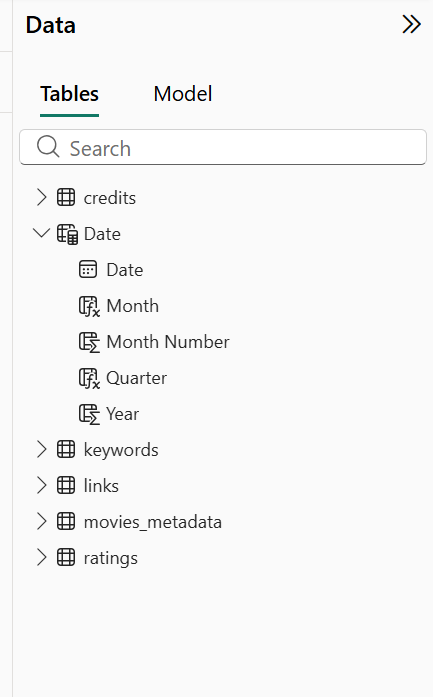 Data
Tables Model
Search
credits
Date
Date
Month
Month Number
Quarter
Year
keywords
links
movies_metadata
ratings